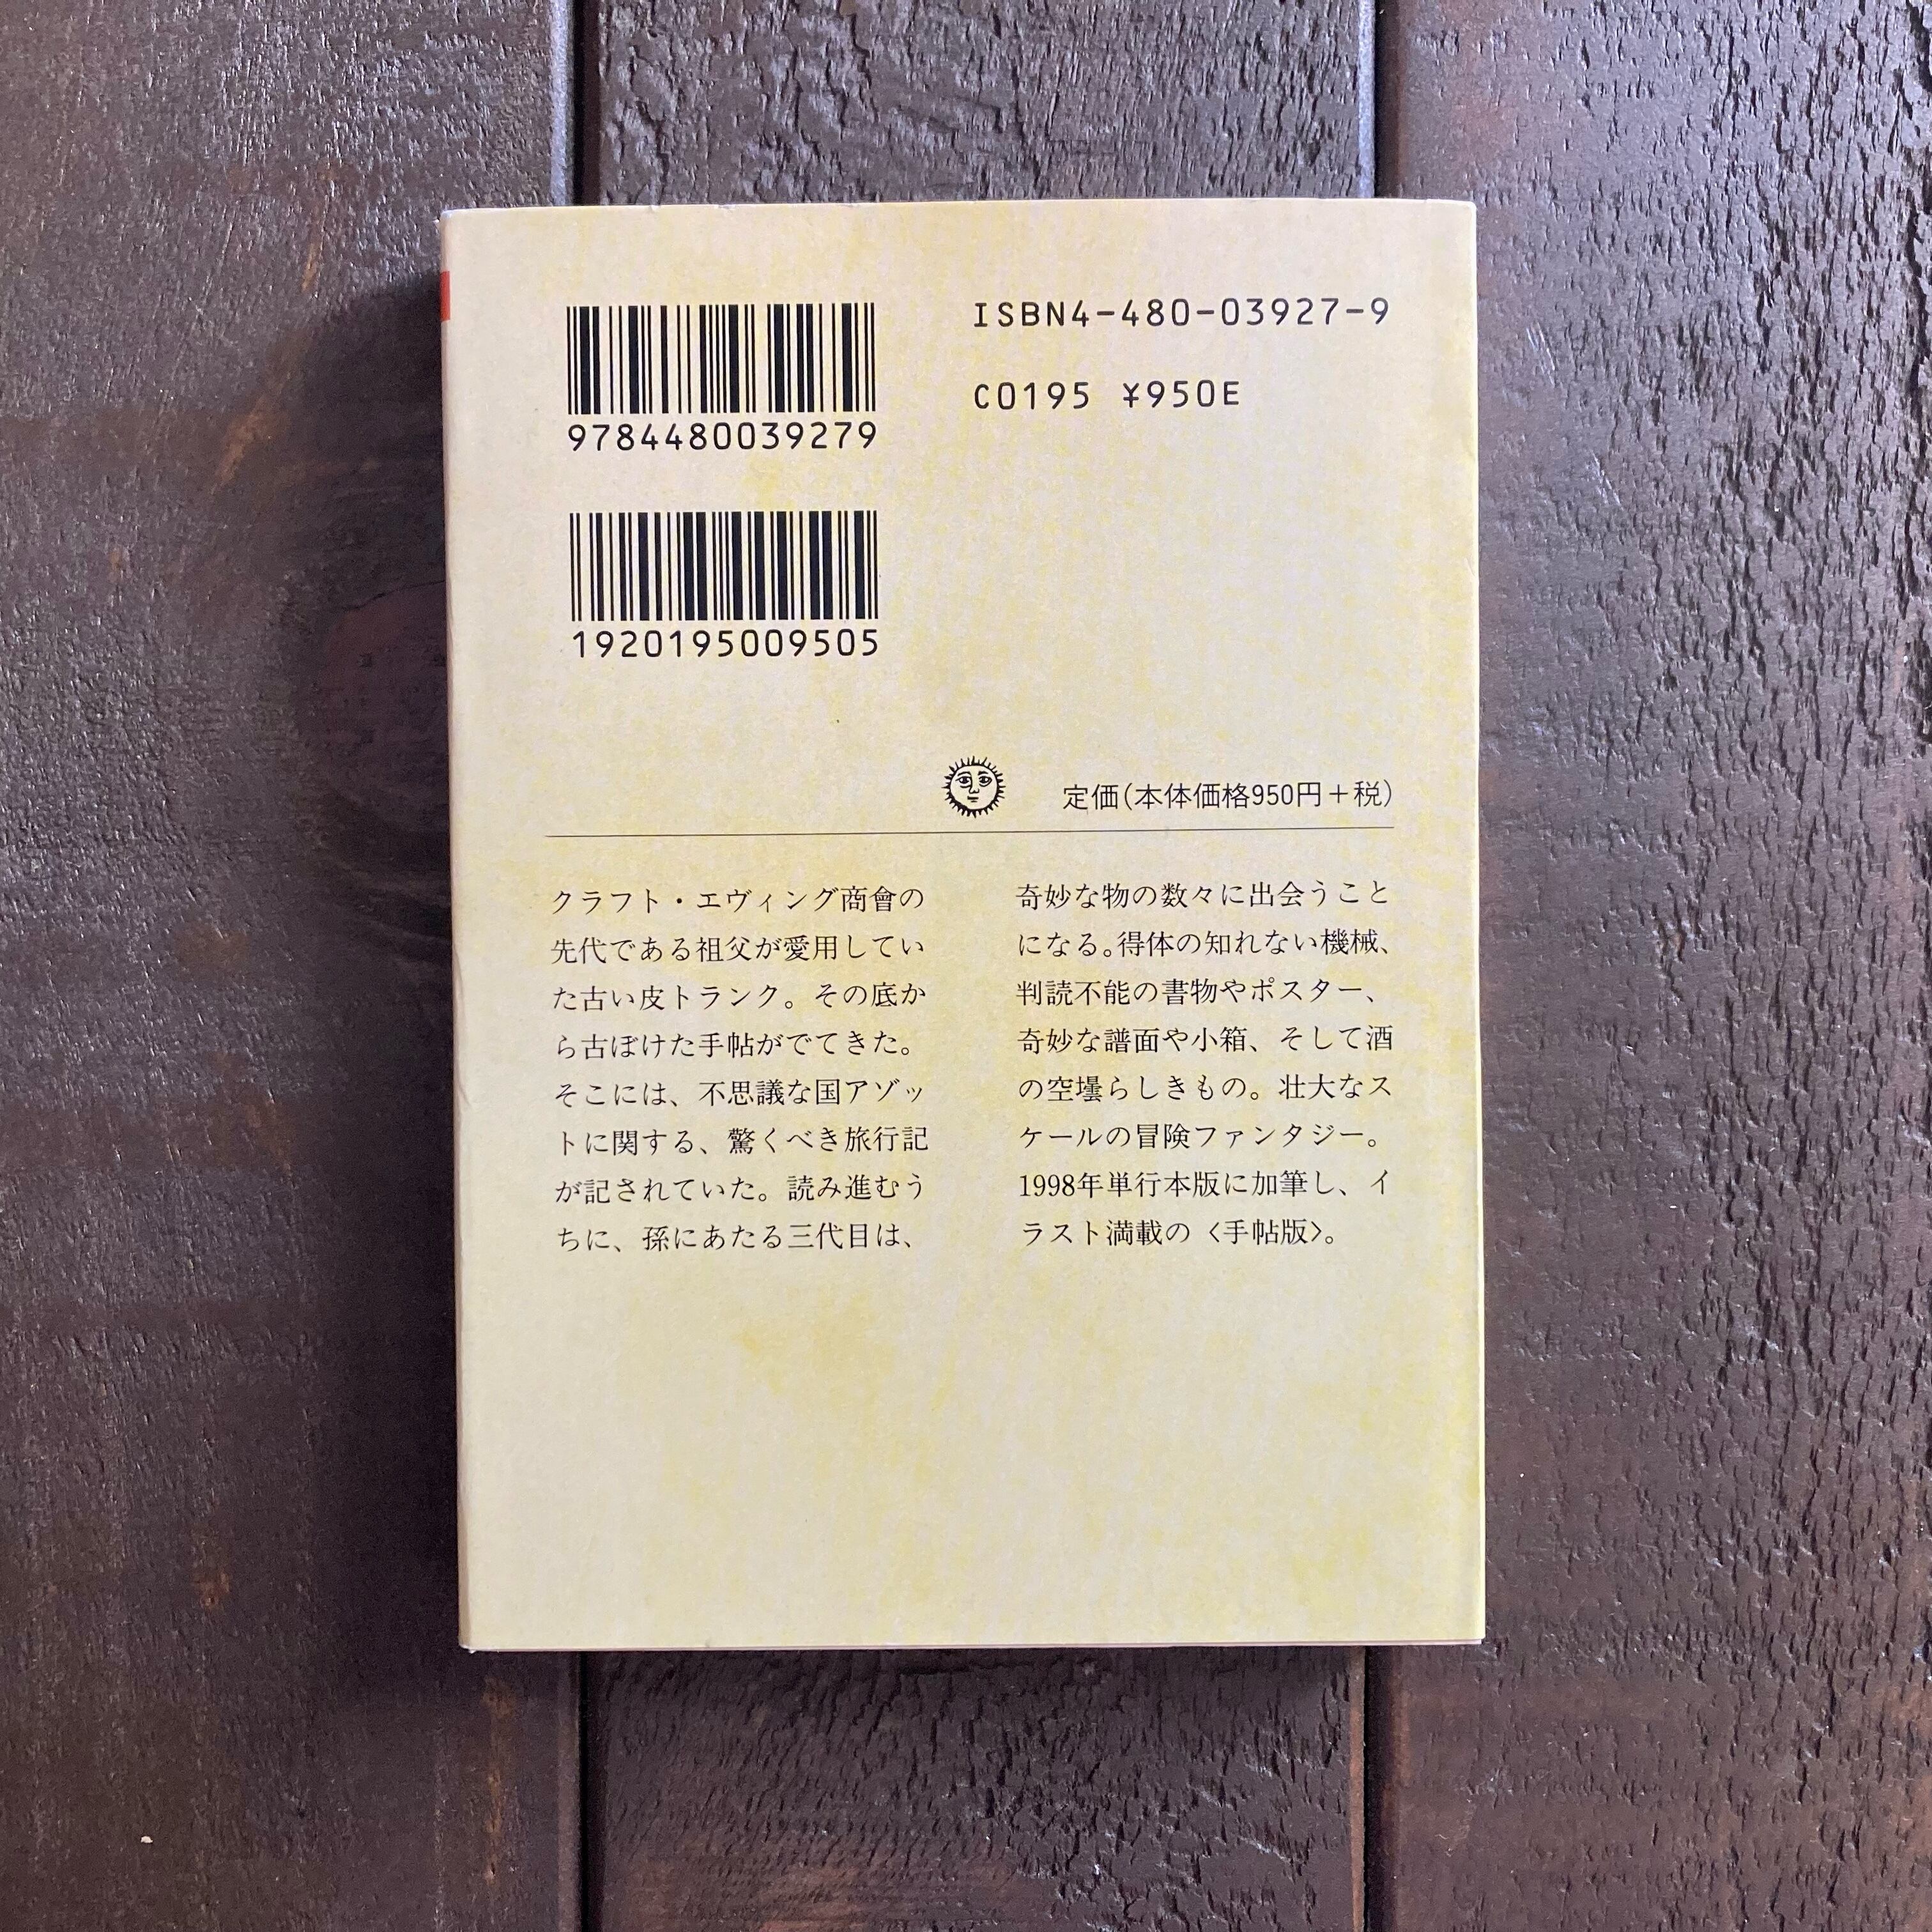 9784480039279
ISBN4-480-03927-9
C0195 ¥950E
1920195009505
定価(本体価格950円+税)
クラフト・エヴィング商會の
先代である祖父が愛用してい
た古い皮トランク。その底か
ら古ぼけた手帖がでてきた。
そこには、不思議な国アゾッ
トに関する、驚くべき旅行記
が記されていた。読み進むう
ちに、孫にあたる三代目は、
奇妙な物の数々に出会うこと
になる。得体の知れない機械、
判読不能の書物やポスター、
奇妙な譜面や小箱、そして酒
の空壜らしきもの。壮大なス
ケールの冒険ファンタジー。
1998年単行本版に加筆し、イ
ラスト満載の〈手帖版〉。